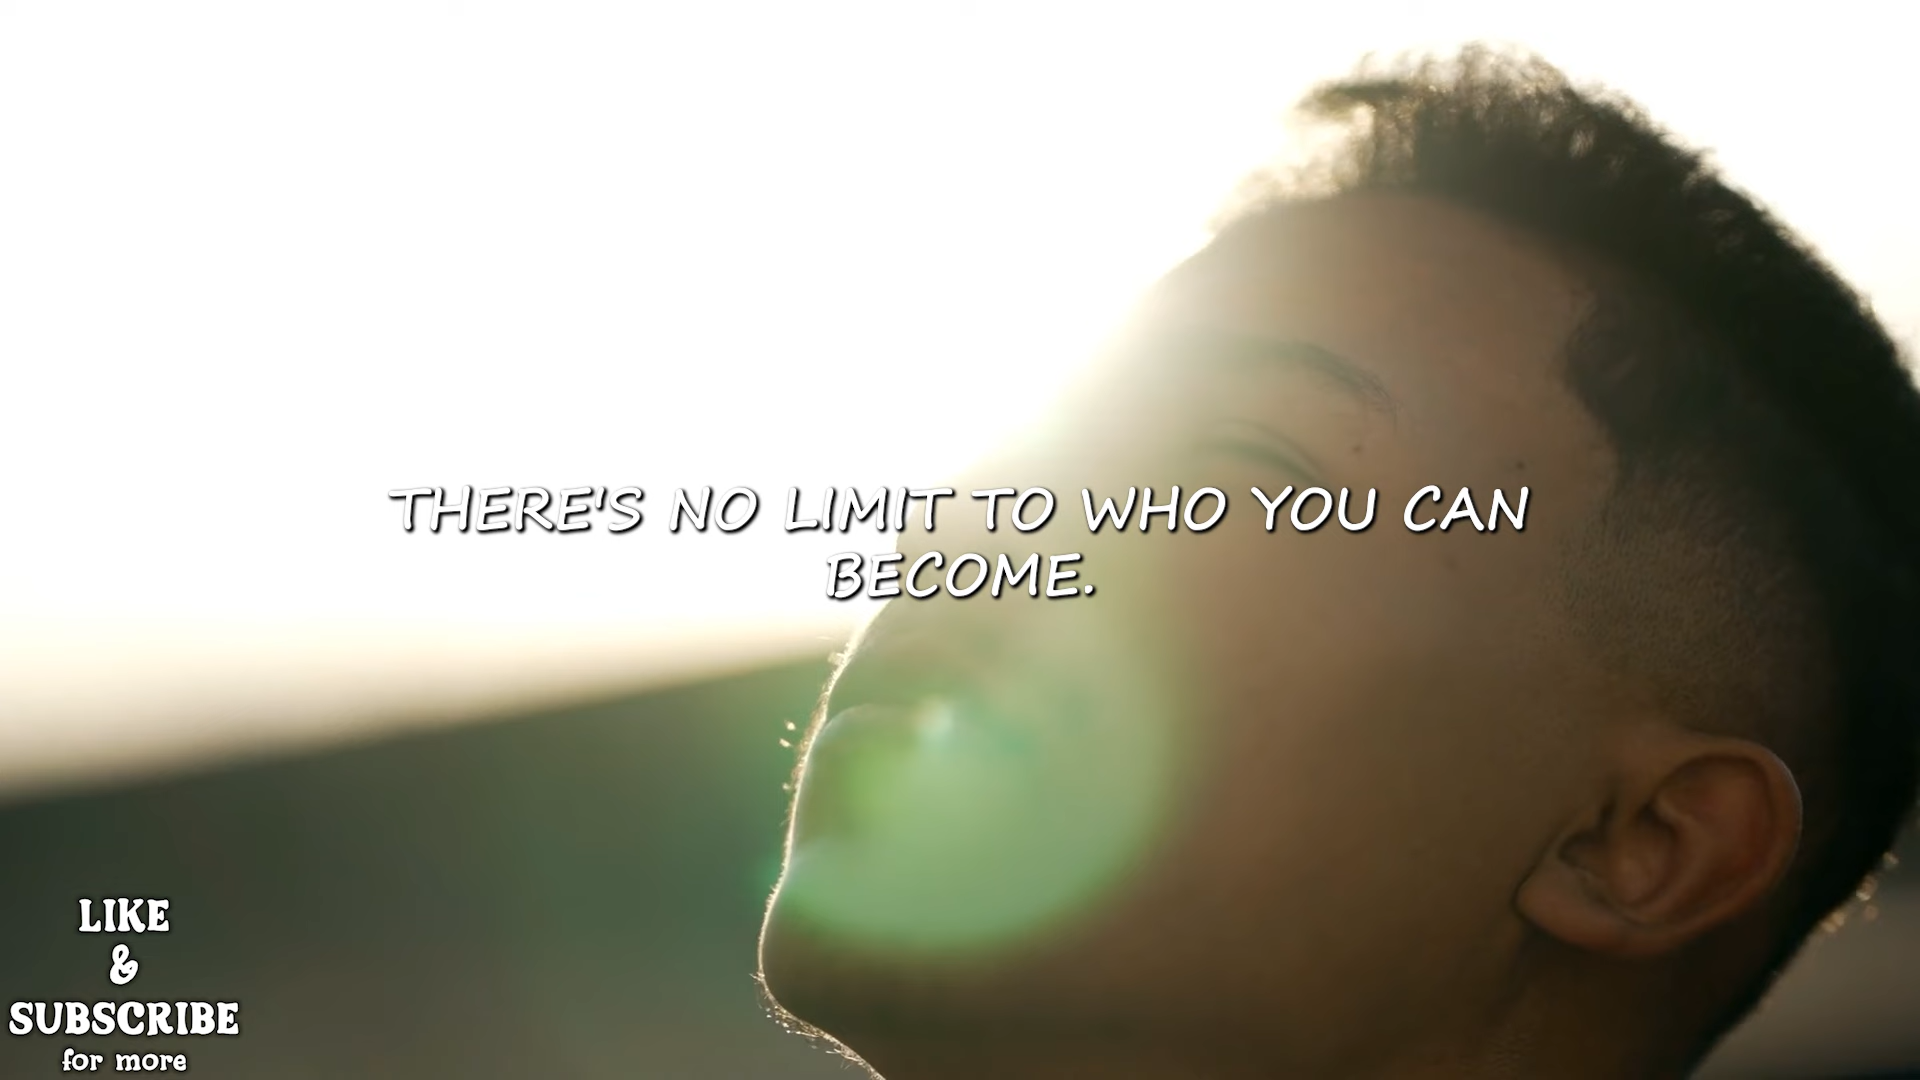 THERE'S NO LIMIT TO WHO YOU CAN
BECOME.
LIKE
&
SUBSCRIBE
for more